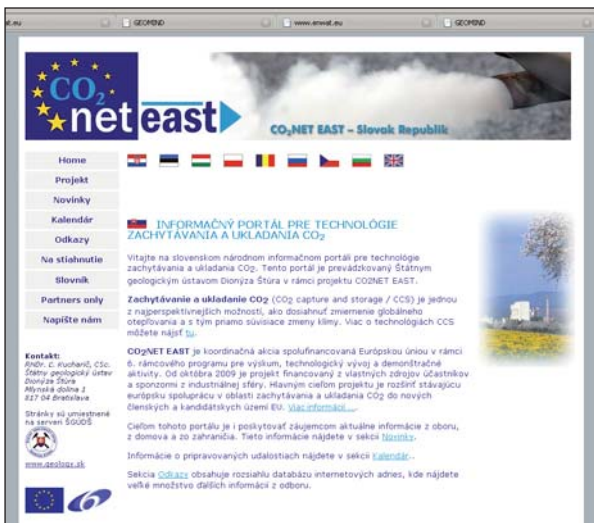 at.eu
GEOMIND
www.enwat.eu
GEOMIND
CO2
net east
CO2NET EAST – Slovak Republik
Home
Projekt
Novinky
Kalendár
Odkazy
Na stiahnutie
Slovník
Partners only
Napíšte nám
Kontakt:
RNDr. Ľ. Kucharič, CSc.
Štátny geologický ústav
Dionýza Štúra
Mlynská dolina 1
817 04 Bratislava
Stránky sú umiestnené
na serveri ŠGÚDŠ
www.geology.sk
INFORMAČNÝ PORTÁL PRE TECHNOLÓGIE
ZACHYTÁVANIA A UKLADANIA CO2
Vitajte na slovenskom národnom informačnom portáli pre technológie
zachytávania a ukladania CO2. Tento portál je prevádzkovaný Štátnym
geologickým ústavom Dionýza Štúra v rámci projektu CO2NET EAST.
Zachytávanie a ukladanie CO2 (CO2 capture and storage / CCS) je jednou
z najperspektívnejších možností, ako dosiahnuť zmiernenie globálneho
otepľovania a s tým priamo súvisiace zmeny klímy. Viac o technológiách CCS
môžete nájsť tu.
CO2NET EAST je koordinačná akcia spolufinancovaná Európskou úniou v rámci
6. rámcového programu pre výskum, technologický vývoj a demonštračné
aktivity. Od októbra 2009 je projekt financovaný z vlastných zdrojov účastníkov
a sponzormi z industriálnej sféry. Hlavným cieľom projektu je rozšíriť stávajúcu
európsku spoluprácu v oblasti zachytávania a ukladania CO2 do nových
členských a kandidátskych území EU. Viac informácií ....
Cieľom tohoto portálu je i poskytovať záujemcom aktuálne informácie z oboru,
z domova a zo zahraničia. Tieto informácie nájdete v sekcii Novinky.
Informácie o pripravovaných udalostiach nájdete v sekcii Kalendár..
Sekcia Odkazy obsahuje rozsiahlu databázu internetových adries, kde nájdete
veľké množstvo ďalších informácií z odboru.